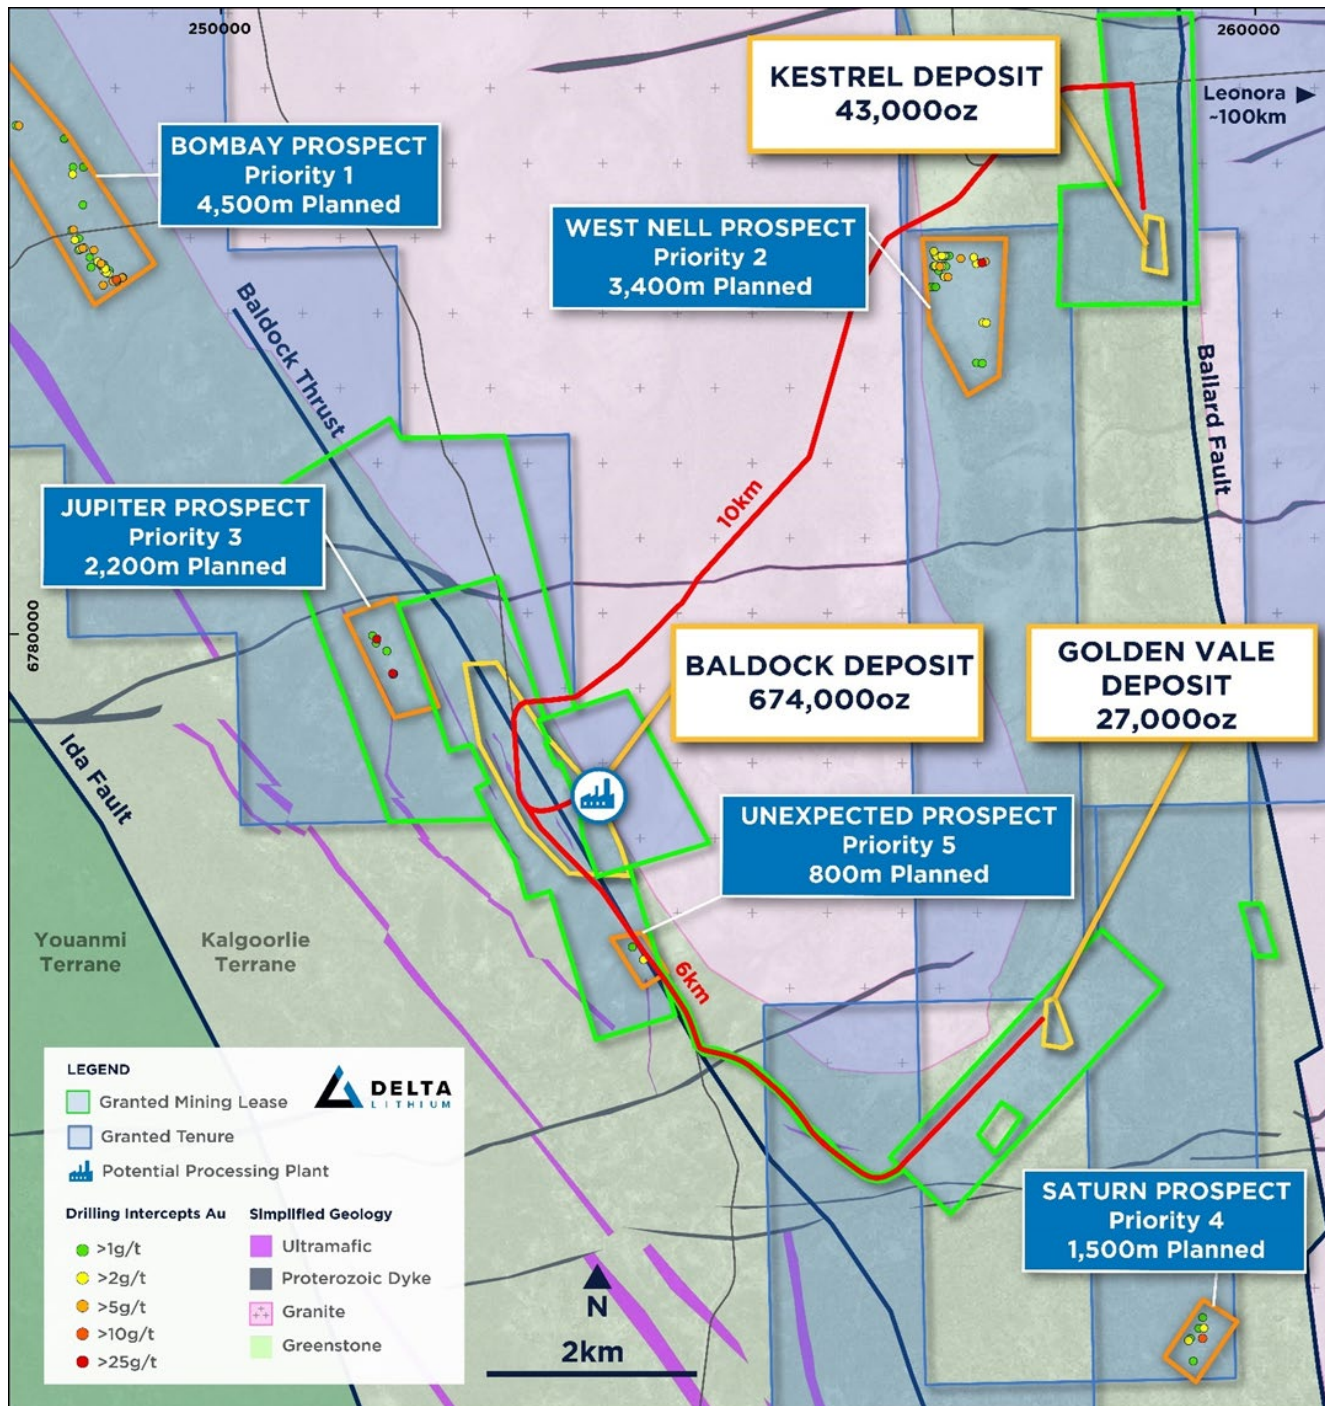 250000
260000
KESTREL DEPOSIT
43,000oz
Leonora
~100km
BOMBAY PROSPECT
Priority 1
4,500m Planned
WEST NELL PROSPECT
Priority 2
3,400m Planned
Baldock Thrust
Ballard Fault
JUPITER PROSPECT
Priority 3
2,200m Planned
10km
6780000
BALDOCK DEPOSIT
674,000oz
GOLDEN VALE
DEPOSIT
27,000oz
Ida Fault
UNEXPECTED PROSPECT
Priority 5
800m Planned
Youanmi
Terrane
Kalgoorlie
Terrane
6km
LEGEND
Granted Mining Lease
Granted Tenure
Potential Processing Plant
DELTA
LITHIUM
Drilling Intercepts Au
>1g/t
>2g/t
>5g/t
>10g/t
>25g/t
Simplified Geology
Ultramafic
Proterozoic Dyke
Granite
Greenstone
N
2km
SATURN PROSPECT
Priority 4
1,500m Planned